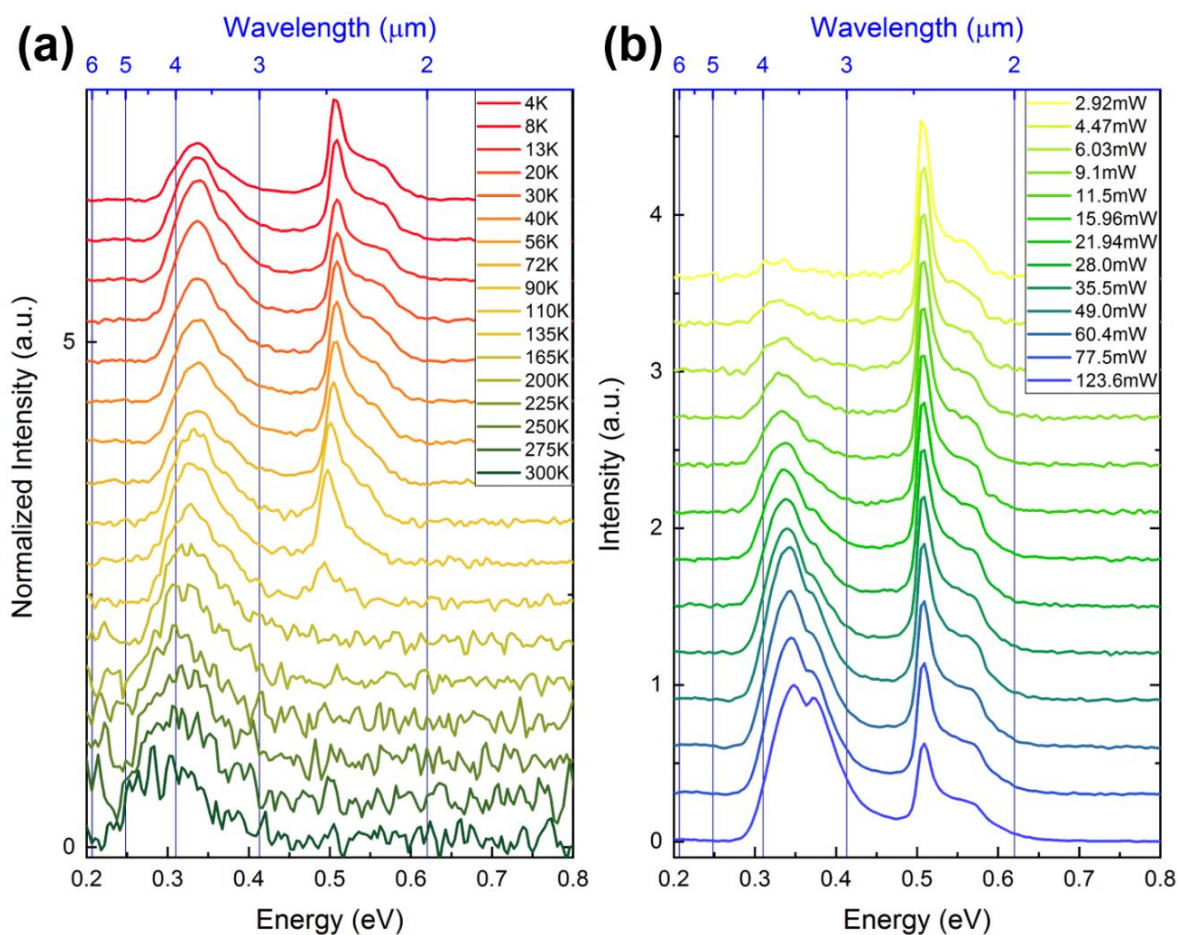 (a)
Wavelength (μm)
6 5 4 3 2
4K
8K
13K
20K
30K
40K
56K
72K
90K
110K
135K
165K
200K
225K
250K
275K
300K
Normalized Intensity (a.u.)
5
0
0.2 0.3 0.4 0.5 0.6 0.7 0.8
Energy (eV)
(b)
Wavelength (μm)
6 5 4 3 2
2.92mW
4.47mW
6.03mW
9.1mW
11.5mW
15.96mW
21.94mW
28.0mW
35.5mW
49.0mW
60.4mW
77.5mW
123.6mW
Intensity (a.u.)
4
3
2
1
0
0.2 0.3 0.4 0.5 0.6 0.7 0.8
Energy (eV)